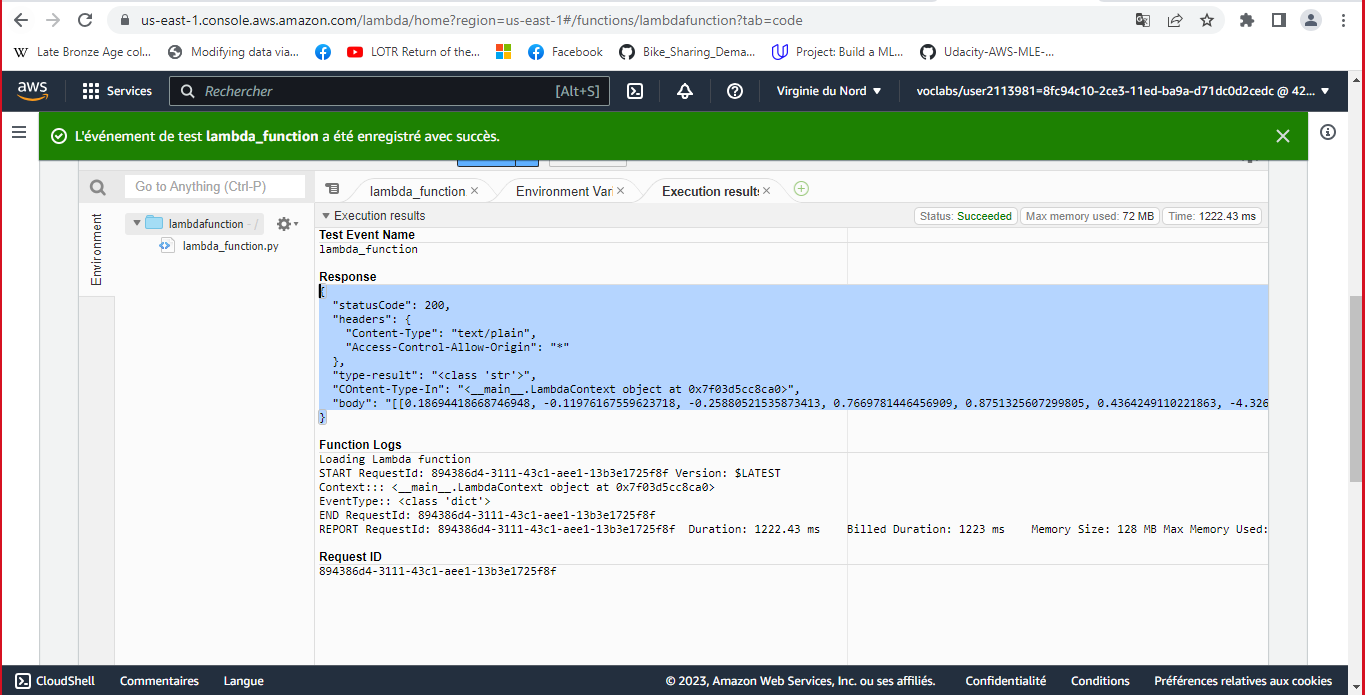 us-east-1.console.aws.amazon.com/lambda/home?region=us-east-1#/functions/lambdafunction?tab=code
W Late Bronze Age col... Modifying data via... LOTR Return of the... Facebook Bike_Sharing_Dema... Project: Build a ML... Udacity-AWS-MLE-...
aws Services Rechercher [Alt+S] Virginie du Nord voclabs/user2113981=8fc94c10-2ce3-11ed-ba9a-d71dc0d2cedc @ 42...
L'événement de test lambda_function a été enregistré avec succès.
Go to Anything (Ctrl-P) lambda_function Environment Vari Execution results
Environment
lambdafunction - /
lambda_function.py
Execution results Status: Succeeded Max memory used: 72 MB Time: 1222.43 ms
Test Event Name
lambda_function
Response
{
"statusCode": 200,
"headers": {
"Content-Type": "text/plain",
"Access-Control-Allow-Origin": "*"
},
"type-result": "<class 'str'>",
"COntent-Type-In": "<__main__.LambdaContext object at 0x7f03d5cc8ca0>",
"body": "[[0.18694418668746948, -0.11976167559623718, -0.25880521535873413, 0.7669781446456909, 0.8751325607299805, 0.4364249110221863, -4.326
}
Function Logs
Loading Lambda function
START RequestId: 894386d4-3111-43c1-aee1-13b3e1725f8f Version: $LATEST
Context::: <__main__.LambdaContext object at 0x7f03d5cc8ca0>
EventType:: <class 'dict'>
END RequestId: 894386d4-3111-43c1-aee1-13b3e1725f8f
REPORT RequestId: 894386d4-3111-43c1-aee1-13b3e1725f8f Duration: 1222.43 ms Billed Duration: 1223 ms Memory Size: 128 MB Max Memory Used:
Request ID
894386d4-3111-43c1-aee1-13b3e1725f8f
CloudShell Commentaires Langue © 2023, Amazon Web Services, Inc. ou ses affiliés. Confidentialité Conditions Préférences relatives aux cookies